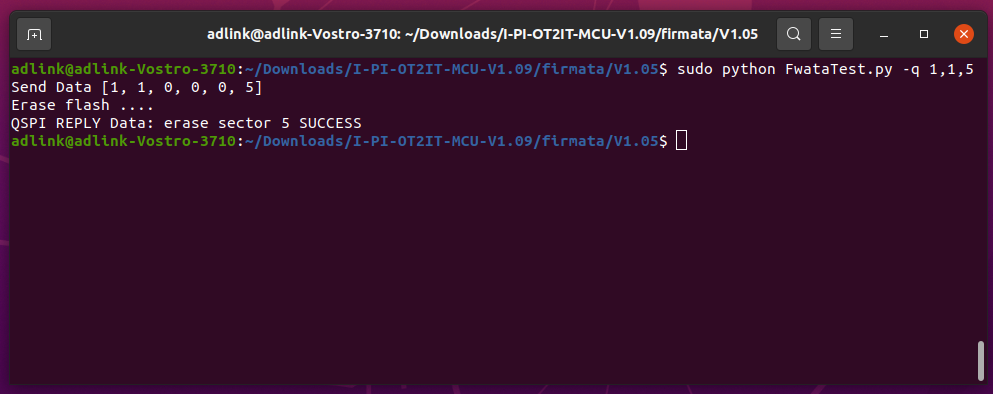 adlink@adlink-Vostro-3710: ~/Downloads/I-PI-OT2IT-MCU-V1.09/firmata/V1.05
adlink@adlink-Vostro-3710:~/Downloads/I-PI-OT2IT-MCU-V1.09/firmata/V1.05$ sudo python FwataTest.py -q 1,1,5
Send Data [1, 1, 0, 0, 0, 5]
Erase flash ....
QSPI REPLY Data: erase sector 5 SUCCESS
adlink@adlink-Vostro-3710:~/Downloads/I-PI-OT2IT-MCU-V1.09/firmata/V1.05$